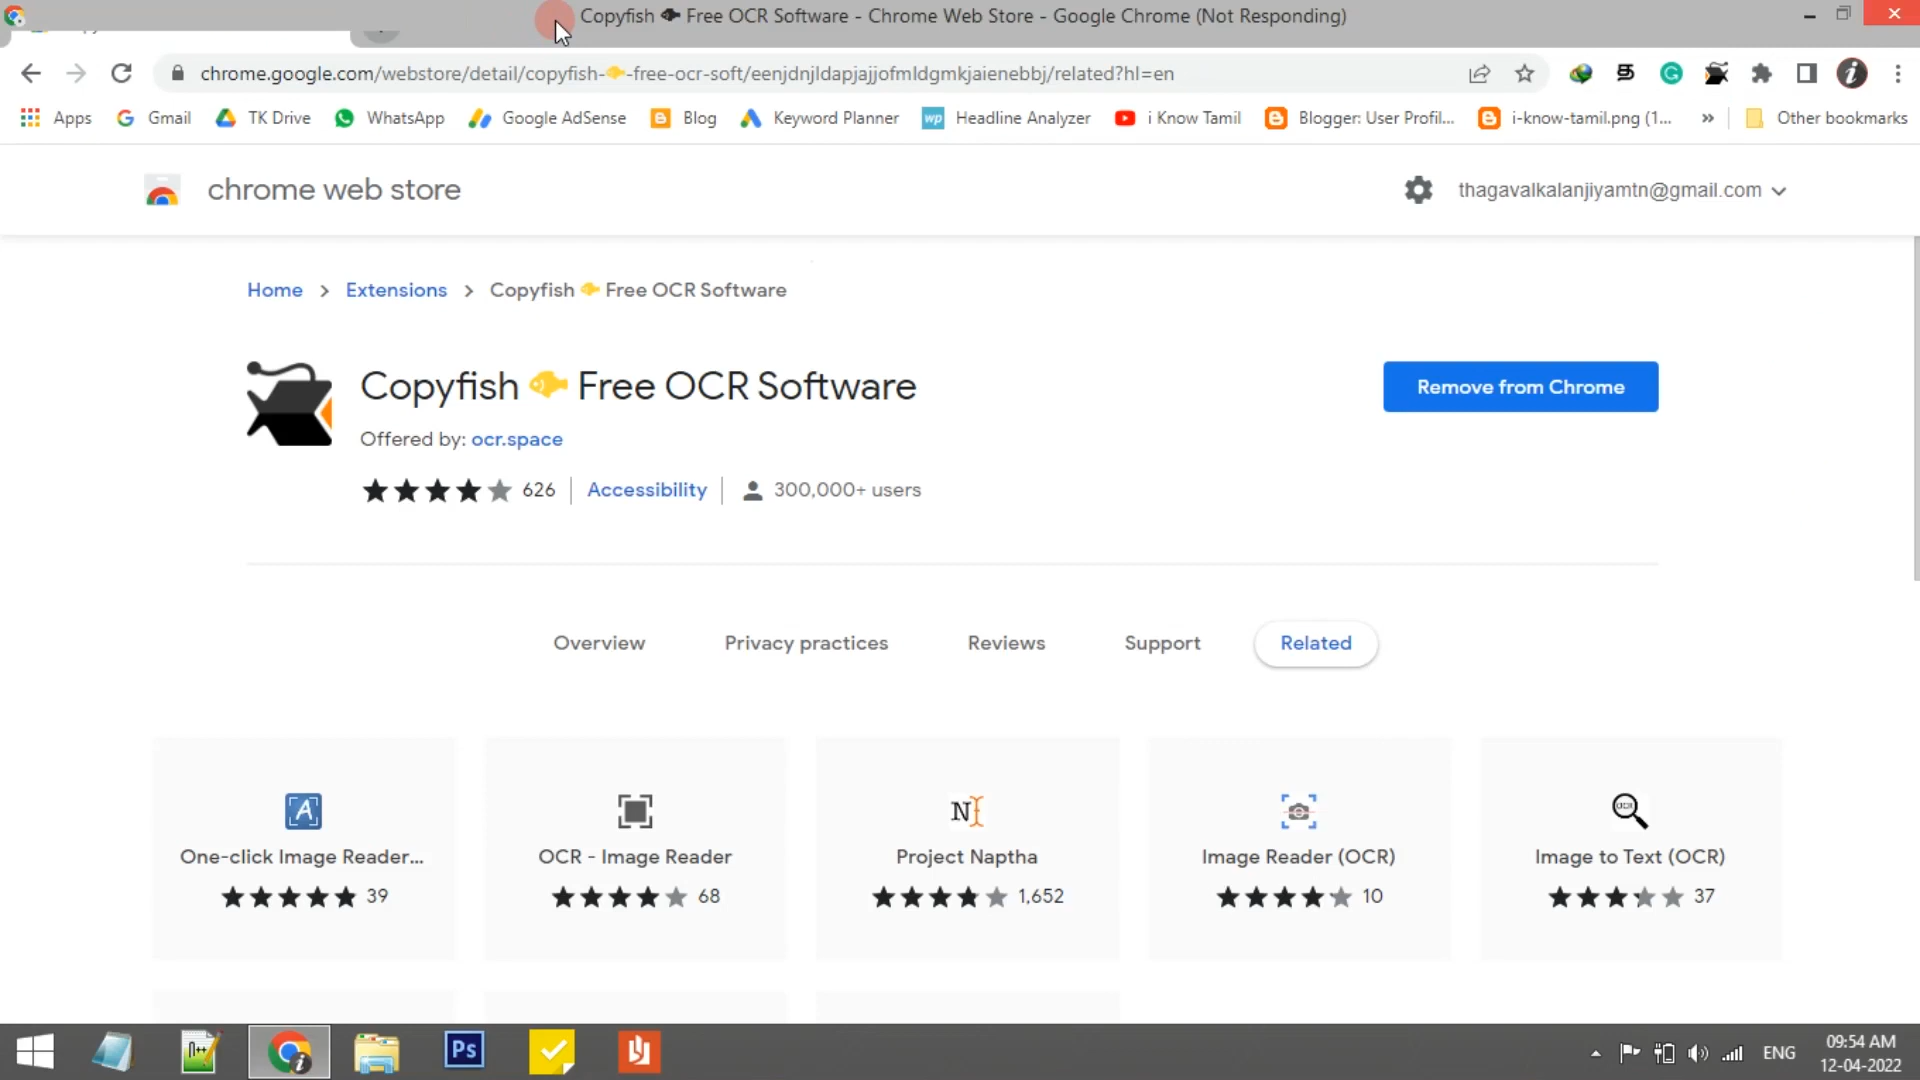 Copyfish 🐟 Free OCR Software - Chrome Web Store - Google Chrome (Not Responding)
chrome.google.com/webstore/detail/copyfish-🐟-free-ocr-soft/eenjdnjldapjajjofmldgmkjaienebbj/related?hl=en
Apps Gmail TK Drive WhatsApp Google AdSense Blog Keyword Planner wp Headline Analyzer i Know Tamil Blogger: User Profil... i-know-tamil.png (1... » Other bookmarks
chrome web store
thagavalkalanjiyamtn@gmail.com
Home > Extensions > Copyfish 🐟 Free OCR Software
Copyfish 🐟 Free OCR Software
Remove from Chrome
Offered by: ocr.space
626 Accessibility 300,000+ users
Overview Privacy practices Reviews Support Related
One-click Image Reader... OCR - Image Reader Project Naptha Image Reader (OCR) Image to Text (OCR)
39 68 1,652 10 37
Ps
ENG
09:54 AM
12-04-2022